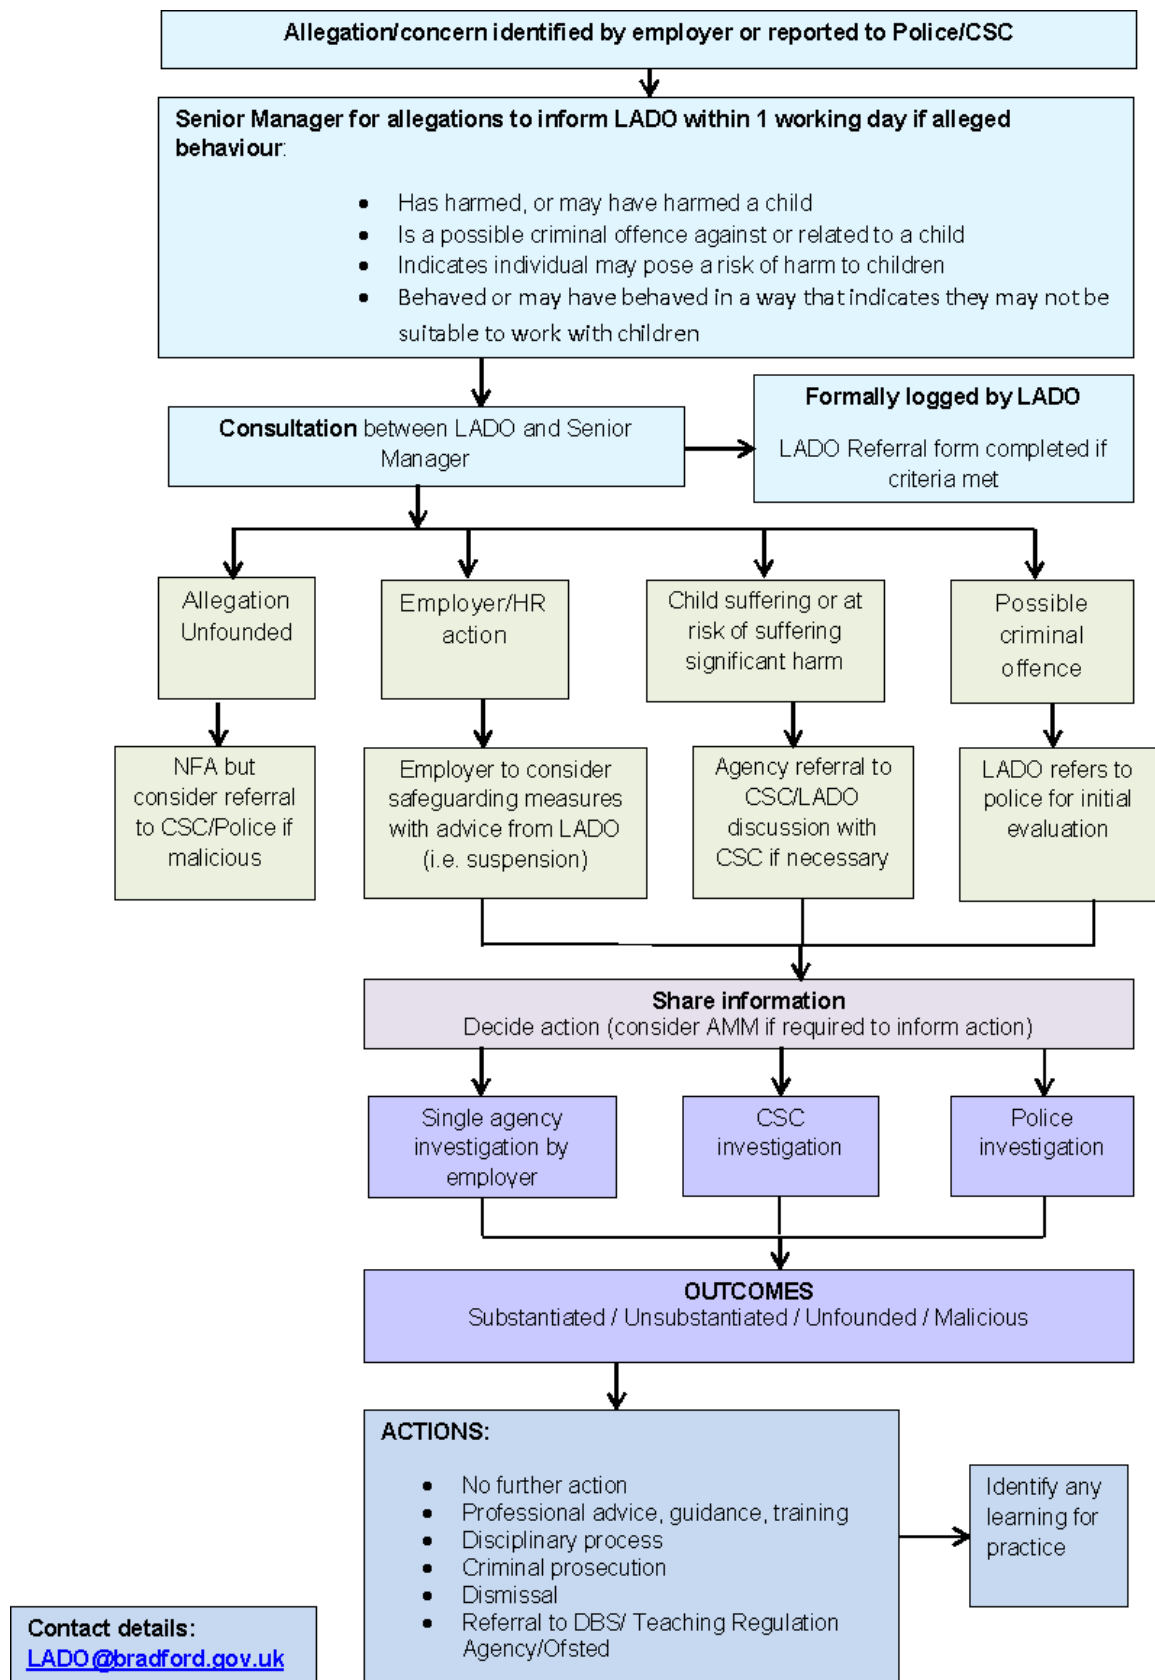 Allegation/concern identified by employer or reported to Police/CSC
Senior Manager for allegations to inform LADO within 1 working day if alleged
behaviour:
• Has harmed, or may have harmed a child
• Is a possible criminal offence against or related to a child
• Indicates individual may pose a risk of harm to children
• Behaved or may have behaved in a way that indicates they may not be
suitable to work with children
Consultation between LADO and Senior
Manager
Formally logged by LADO
LADO Referral form completed if
criteria met
Allegation
Unfounded
Employer/HR
action
Child suffering or at
risk of suffering
significant harm
Possible
criminal
offence
NFA but
consider referral
to CSC/Police if
malicious
Employer to consider
safeguarding measures
with advice from LADO
(i.e. suspension)
Agency referral to
CSC/LADO
discussion with
CSC if necessary
LADO refers to
police for initial
evaluation
Share information
Decide action (consider AMM if required to inform action)
Single agency
investigation by
employer
CSC
investigation
Police
investigation
OUTCOMES
Substantiated / Unsubstantiated / Unfounded / Malicious
ACTIONS:
• No further action
• Professional advice, guidance, training
• Disciplinary process
• Criminal prosecution
• Dismissal
• Referral to DBS/ Teaching Regulation
Agency/Ofsted
Identify any
learning for
practice
Contact details:
LADO@bradford.gov.uk